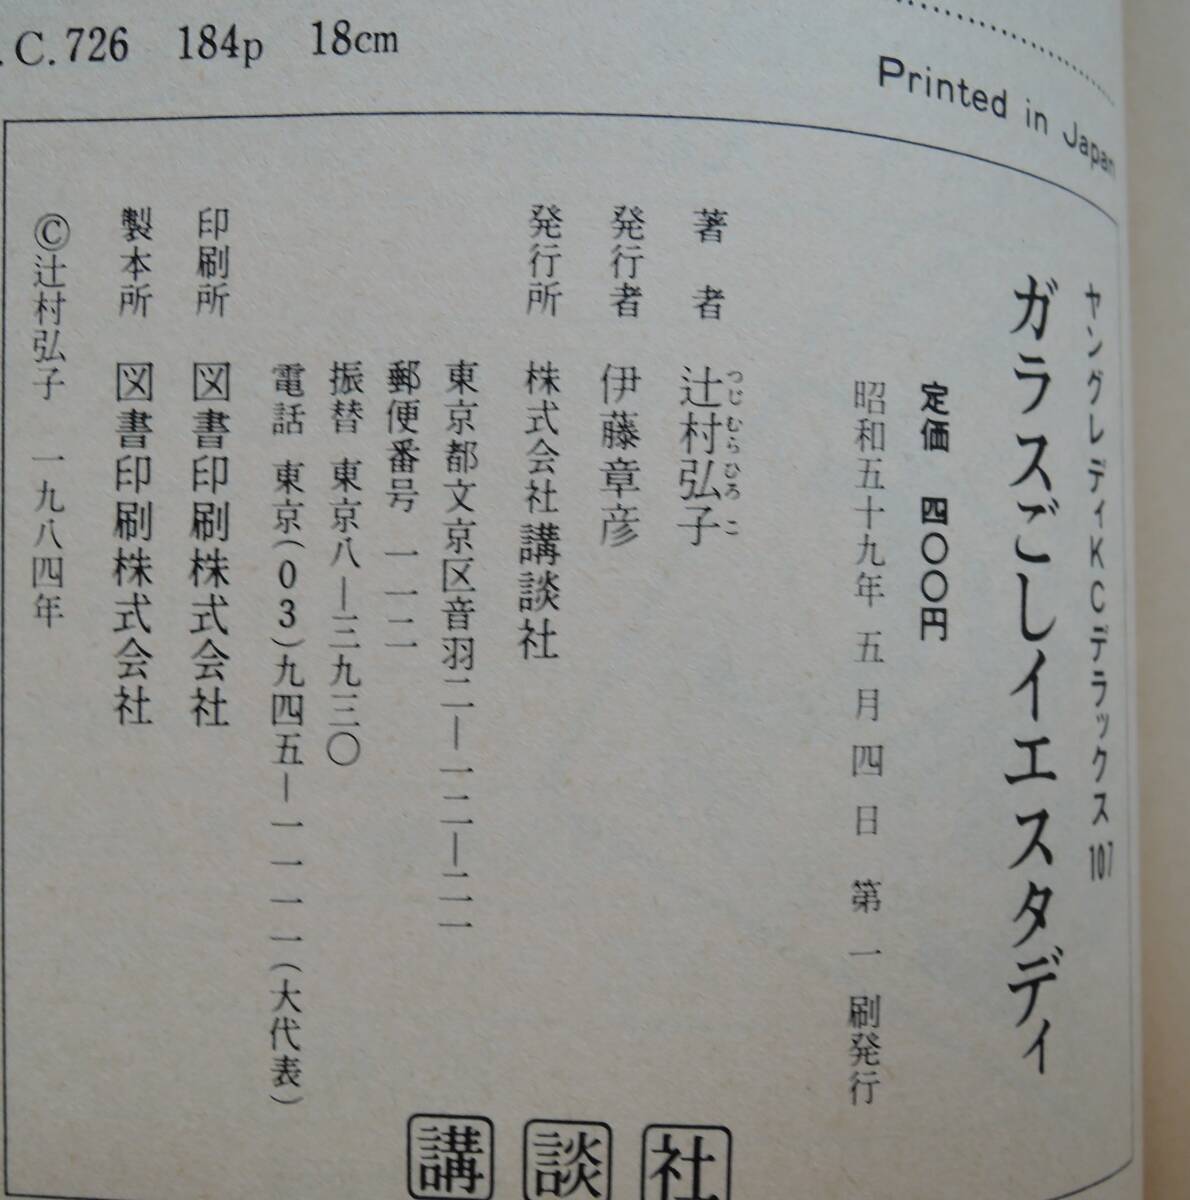 .C.726 184p 18cm
Printed in Japan
ヤングレディKCデラックス107
ガラスごしイエスタデイ
定価 四〇〇円
昭和五十九年五月四日 第一刷発行
著者 辻村弘子
つじむらひろこ
発行者 伊藤章彦
発行所 株式会社講談社
東京都文京区音羽二―一二―二一
郵便番号 一一二
振替 東京八―三九三〇
電話 東京(03)九四五―一一一一(大代表)
印刷所 図書印刷株式会社
製本所 図書印刷株式会社
©辻村弘子 一九八四年
講談社